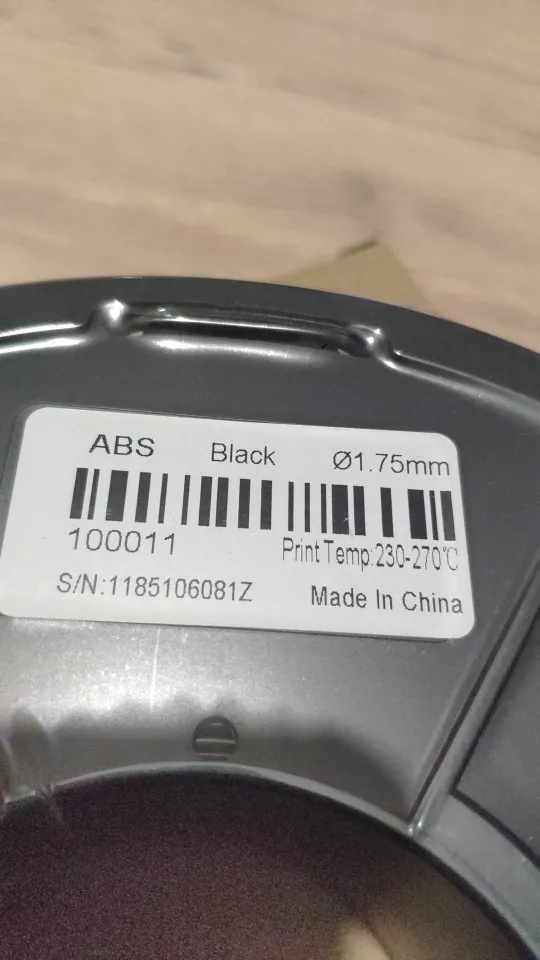 ABS Black Ø1.75mm
100011 Print Temp:230-270℃
S/N:1185106081Z Made In China